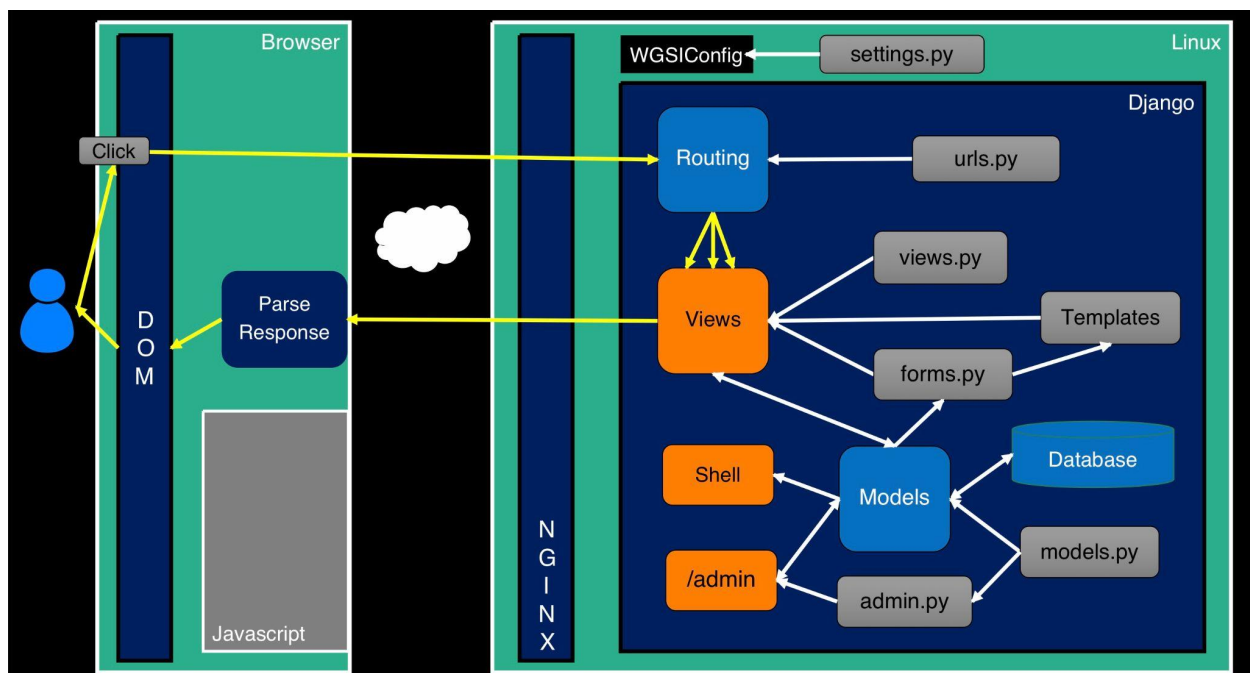 Browser
Linux
WGSIConfig
settings.py
Django
Click
Routing
urls.py
views.py
Parse
Response
D
O
M
Views
Templates
forms.py
Shell
Models
Database
N
G
I
N
X
models.py
/admin
admin.py
Javascript